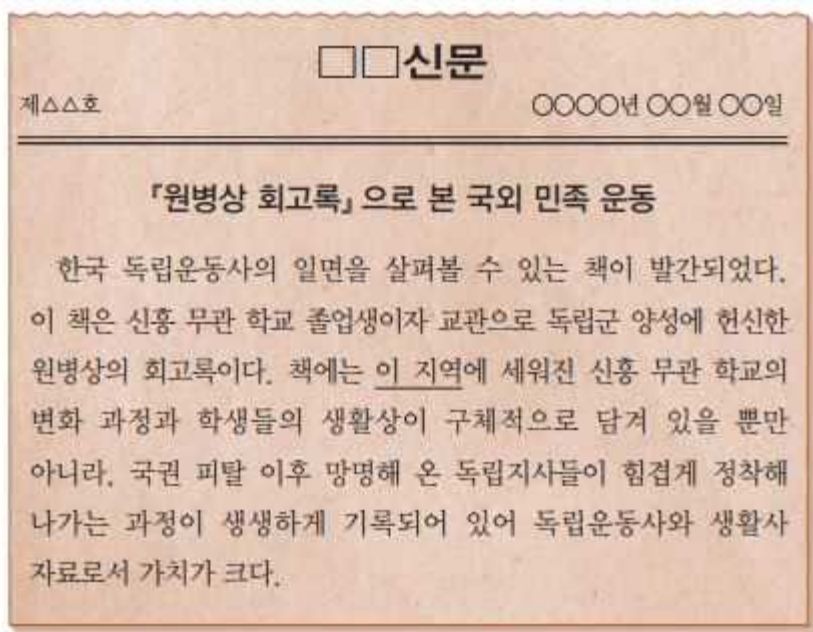 □□신문
제△△호 ○○○○년 ○○월 ○○일
『원병상 회고록』으로 본 국외 민족 운동
한국 독립운동사의 일면을 살펴볼 수 있는 책이 발간되었다.
이 책은 신흥 무관 학교 졸업생이자 교관으로 독립군 양성에 헌신한
원병상의 회고록이다. 책에는 이 지역에 세워진 신흥 무관 학교의
변화 과정과 학생들의 생활상이 구체적으로 담겨 있을 뿐만
아니라, 국권 피탈 이후 망명해 온 독립지사들이 힘겹게 정착해
나가는 과정이 생생하게 기록되어 있어 독립운동사와 생활사
자료로서 가치가 크다.